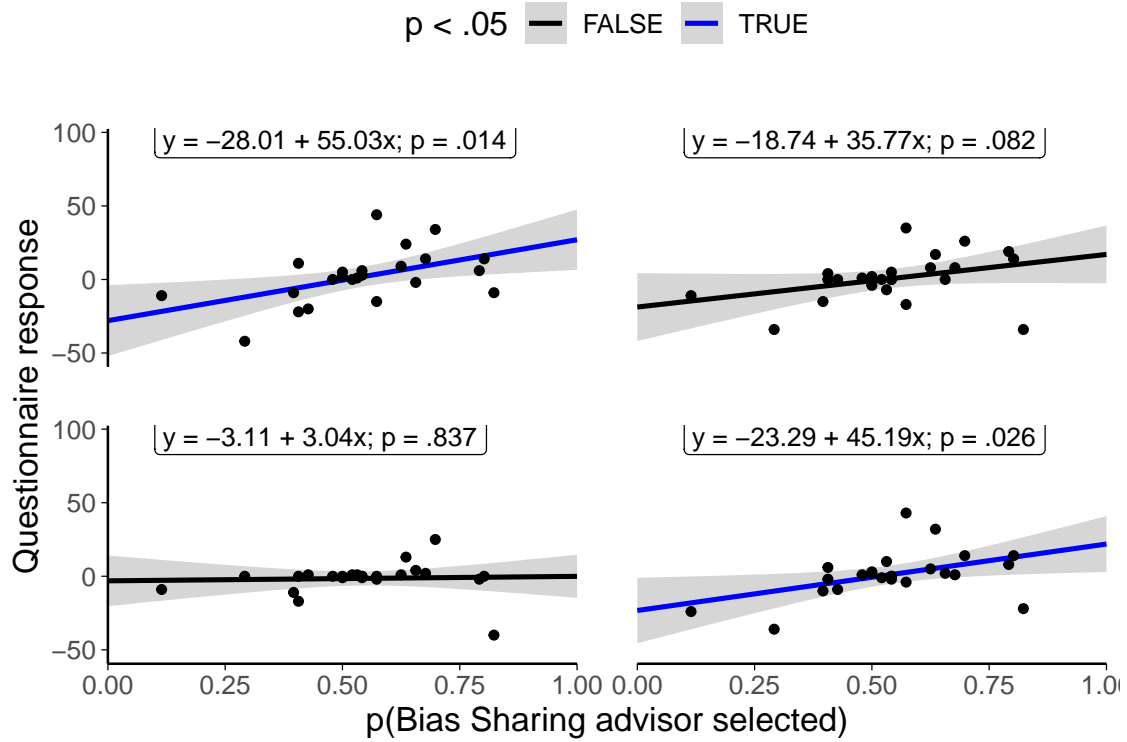 p < .05 FALSE TRUE
Questionnaire response
100
50
0
−50
y = −28.01 + 55.03x; p = .014
y = −18.74 + 35.77x; p = .082
100
50
0
−50
y = −3.11 + 3.04x; p = .837
y = −23.29 + 45.19x; p = .026
0.00 0.25 0.50 0.75 1.00 0.00 0.25 0.50 0.75
p(Bias Sharing advisor selected)